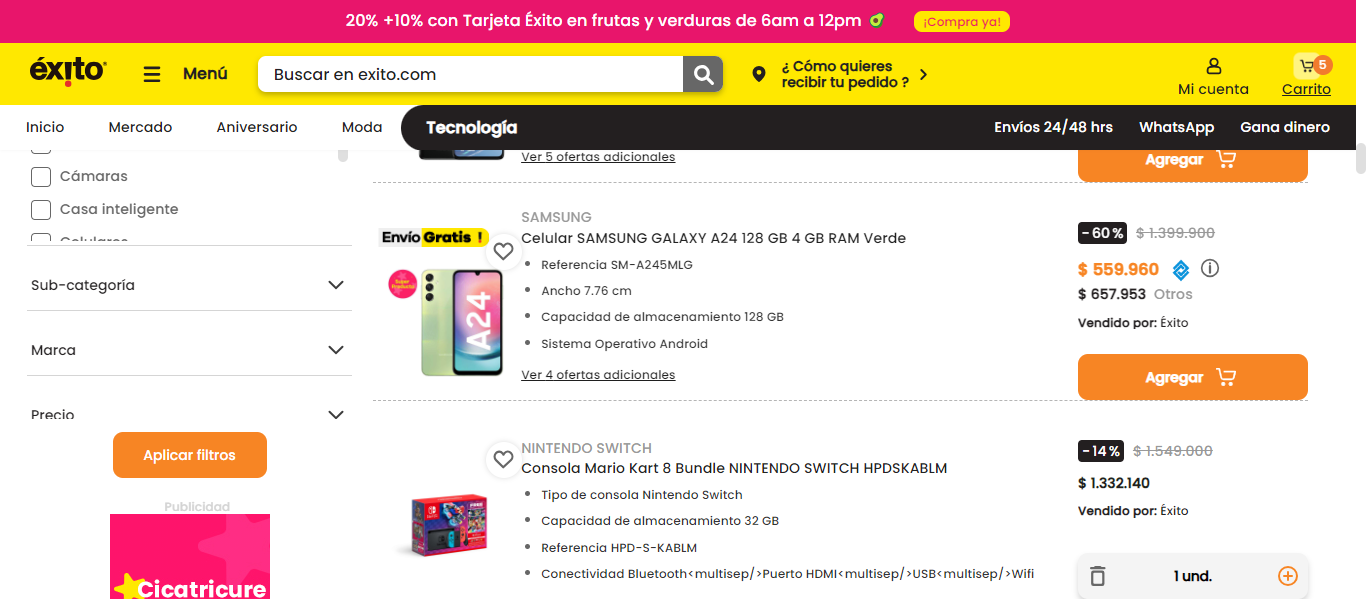 20% +10% con Tarjeta Éxito en frutas y verduras de 6am a 12pm
¡Compra ya!
éxito
Menú
Buscar en exito.com
¿ Cómo quieres
recibir tu pedido ?
Mi cuenta
5
Carrito
Inicio
Mercado
Aniversario
Moda
Tecnología
Envíos 24/48 hrs
WhatsApp
Gana dinero
Cámaras
Casa inteligente
Celulares
Sub-categoría
Marca
Precio
Aplicar filtros
Publicidad
Cicatricure
Ver 5 ofertas adicionales
Agregar
Envío Gratis !
Super
Producto
A24
SAMSUNG
Celular SAMSUNG GALAXY A24 128 GB 4 GB RAM Verde
Referencia SM-A245MLG
Ancho 7.76 cm
Capacidad de almacenamiento 128 GB
Sistema Operativo Android
Ver 4 ofertas adicionales
- 60 % $ 1.399.900
$ 559.960
$ 657.953 Otros
Vendido por: Éxito
Agregar
NINTENDO SWITCH
Consola Mario Kart 8 Bundle NINTENDO SWITCH HPDSKABLM
Tipo de consola Nintendo Switch
Capacidad de almacenamiento 32 GB
Referencia HPD-S-KABLM
Conectividad Bluetooth<multisep/>Puerto HDMI<multisep/>USB<multisep/>Wifi
- 14 % $ 1.549.000
$ 1.332.140
Vendido por: Éxito
1 und.